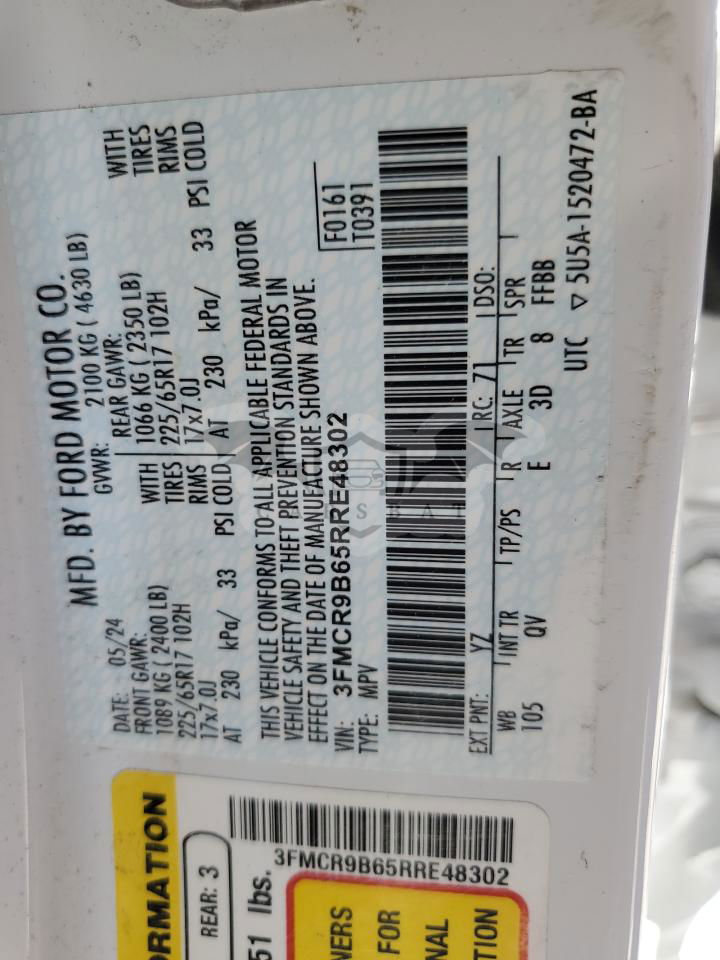 MFD. BY FORD MOTOR CO.
DATE: 05/24 GVWR: 2100 KG ( 4630 LB)
FRONT GAWR: REAR GAWR:
1089 KG ( 2400 LB) WITH 1066 KG ( 2350 LB) WITH
225/65R17 102H TIRES 225/65R17 102H TIRES
17x7.0J RIMS 17x7.0J RIMS
AT 230 kPa/ 33 PSI COLD AT 230 kPa/ 33 PSI COLD
THIS VEHICLE CONFORMS TO ALL APPLICABLE FEDERAL MOTOR
VEHICLE SAFETY AND THEFT PREVENTION STANDARDS IN
EFFECT ON THE DATE OF MANUFACTURE SHOWN ABOVE.
VIN: 3FMCR9B65RRE48302 F0161
TYPE: MPV T0391
EXT PNT: YZ RC: 71 DSO:
WB INT TR TP/PS R AXLE TR SPR
105 QV E 3D 8 FFBB
UTC ▽ 5U5A-1520472-BA
ORMATION
REAR: 3
51 lbs.
3FMCR9B65RRE48302
NERS
FOR
NAL
TION